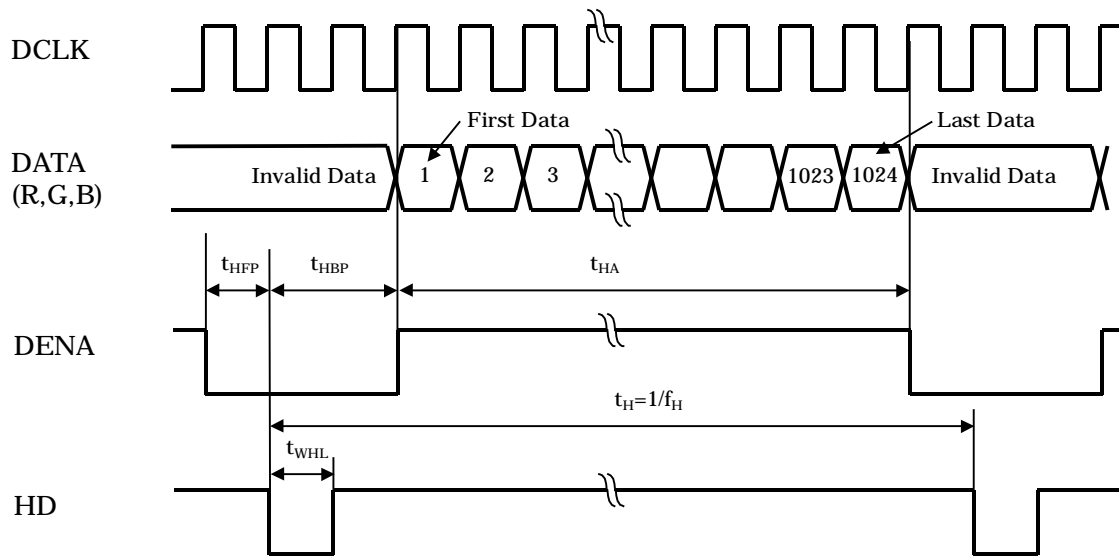 DCLK
First Data
Last Data
DATA
(R,G,B)
Invalid Data 1 2 3 1023 1024 Invalid Data
tHFP tHBP tHA
DENA
tH=1/fH
tWHL
HD